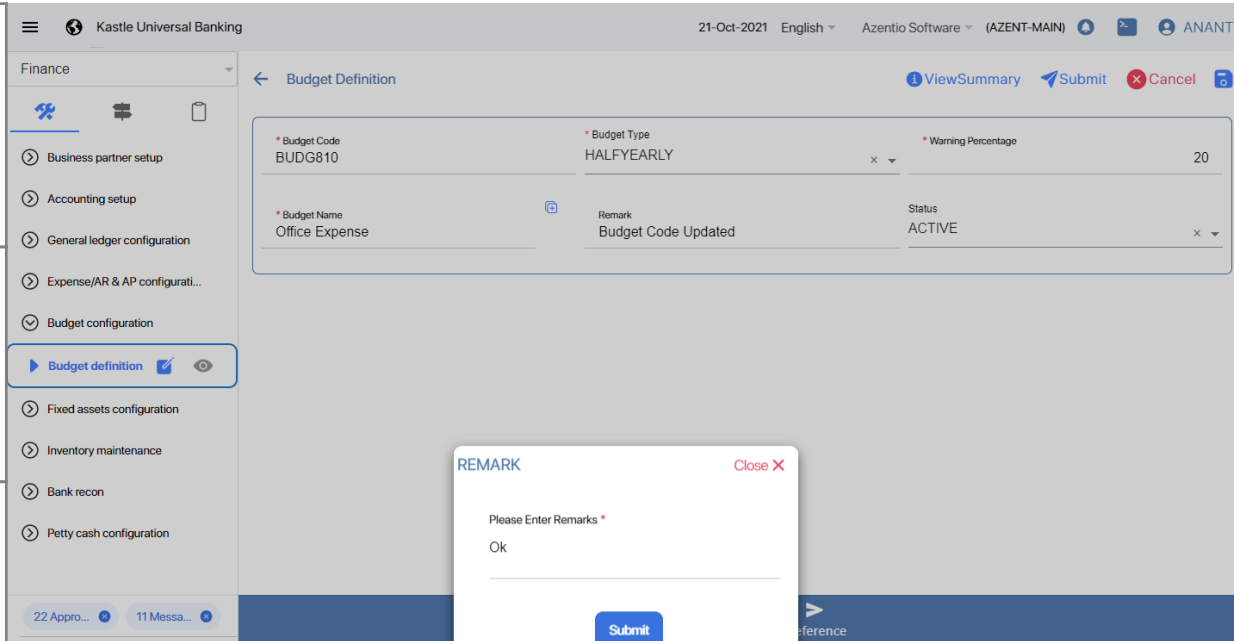 Kastle Universal Banking
21-Oct-2021 English Azentio Software (AZENT-MAIN) ANANT
Finance
Budget Definition
ViewSummary Submit Cancel
* Budget Code
BUDG810
* Budget Type
HALFYEARLY
* Warning Percentage
20
* Budget Name
Office Expense
Remark
Budget Code Updated
Status
ACTIVE
Business partner setup
Accounting setup
General ledger configuration
Expense/AR & AP configurati...
Budget configuration
Budget definition
Fixed assets configuration
Inventory maintenance
Bank recon
Petty cash configuration
22 Appro... 11 Messa...
REMARK
Close
Please Enter Remarks *
Ok
Submit
eference